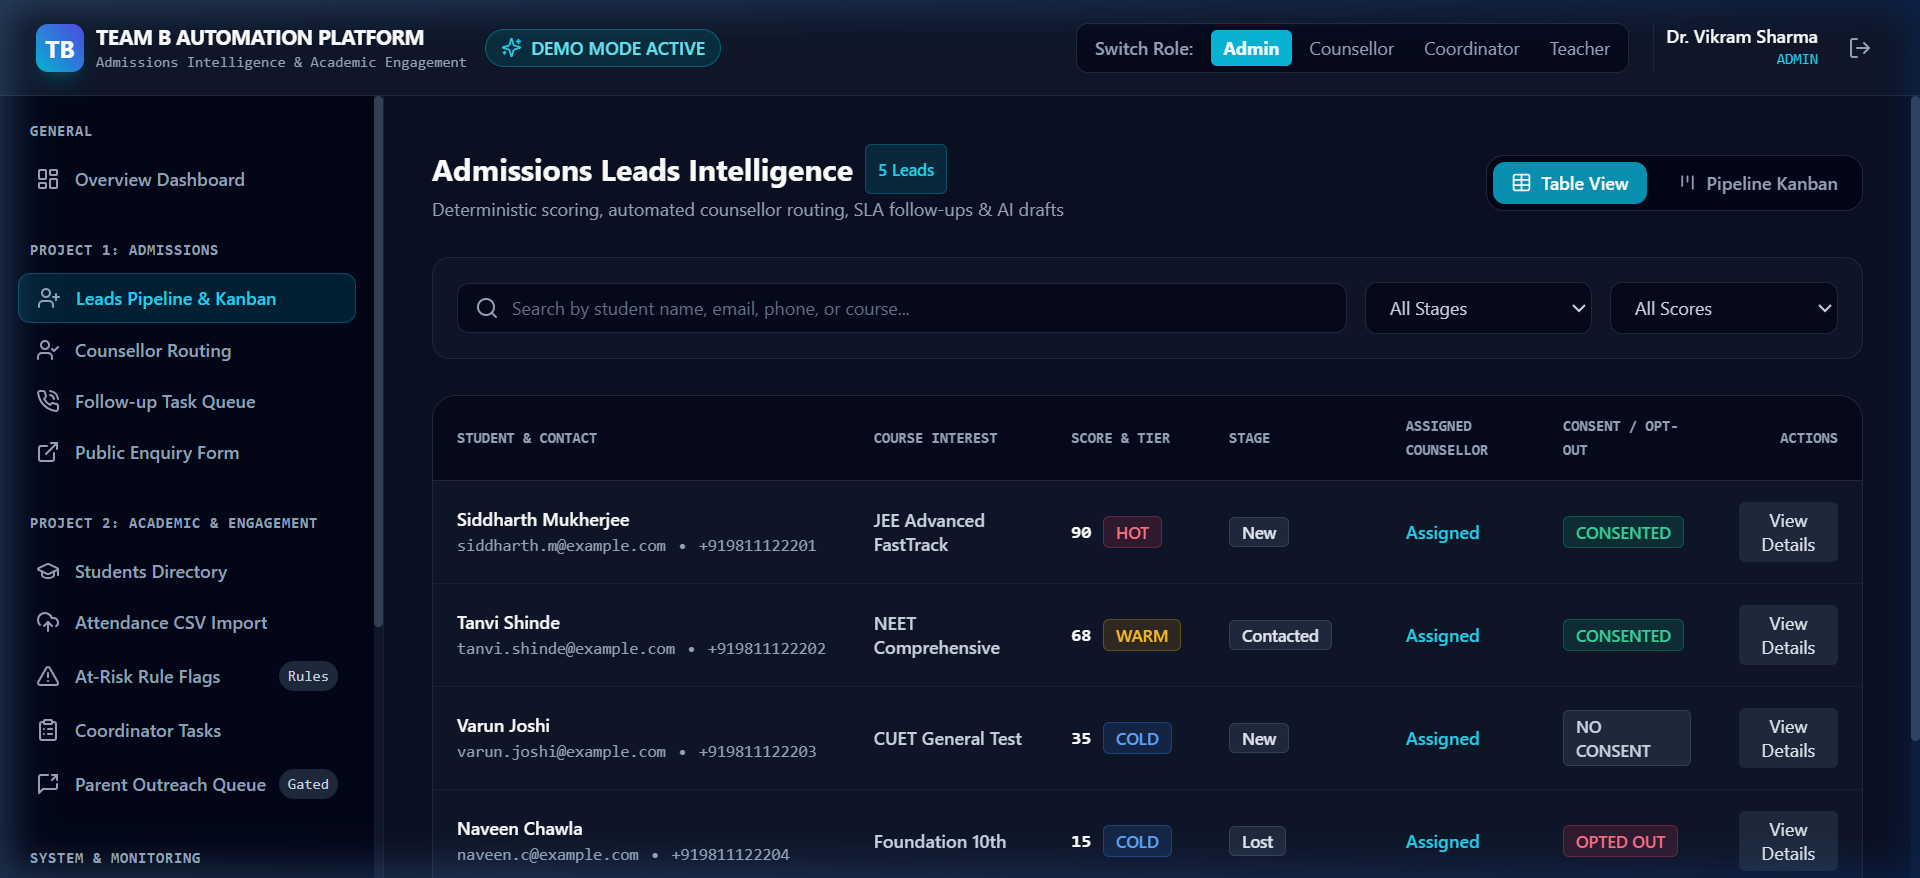 TB
TEAM B AUTOMATION PLATFORM
Admissions Intelligence & Academic Engagement
DEMO MODE ACTIVE
Switch Role: Admin Counsellor Coordinator Teacher
Dr. Vikram Sharma
ADMIN
GENERAL
Overview Dashboard
PROJECT 1: ADMISSIONS
Leads Pipeline & Kanban
Counsellor Routing
Follow-up Task Queue
Public Enquiry Form
PROJECT 2: ACADEMIC & ENGAGEMENT
Students Directory
Attendance CSV Import
At-Risk Rule Flags Rules
Coordinator Tasks
Parent Outreach Queue Gated
SYSTEM & MONITORING
Admissions Leads Intelligence 5 Leads
Deterministic scoring, automated counsellor routing, SLA follow-ups & AI drafts
Table View Pipeline Kanban
Search by student name, email, phone, or course...
All Stages All Scores
STUDENT & CONTACT COURSE INTEREST SCORE & TIER STAGE ASSIGNED COUNSELLOR CONSENT / OPT-OUT ACTIONS
Siddharth Mukherjee
siddharth.m@example.com • +919811122201
JEE Advanced
FastTrack
90 HOT New Assigned CONSENTED
View
Details
Tanvi Shinde
tanvi.shinde@example.com • +919811122202
NEET
Comprehensive
68 WARM Contacted Assigned CONSENTED
View
Details
Varun Joshi
varun.joshi@example.com • +919811122203
CUET General Test
35 COLD New Assigned
NO
CONSENT
View
Details
Naveen Chawla
naveen.c@example.com • +919811122204
Foundation 10th
15 COLD Lost Assigned OPTED OUT
View
Details